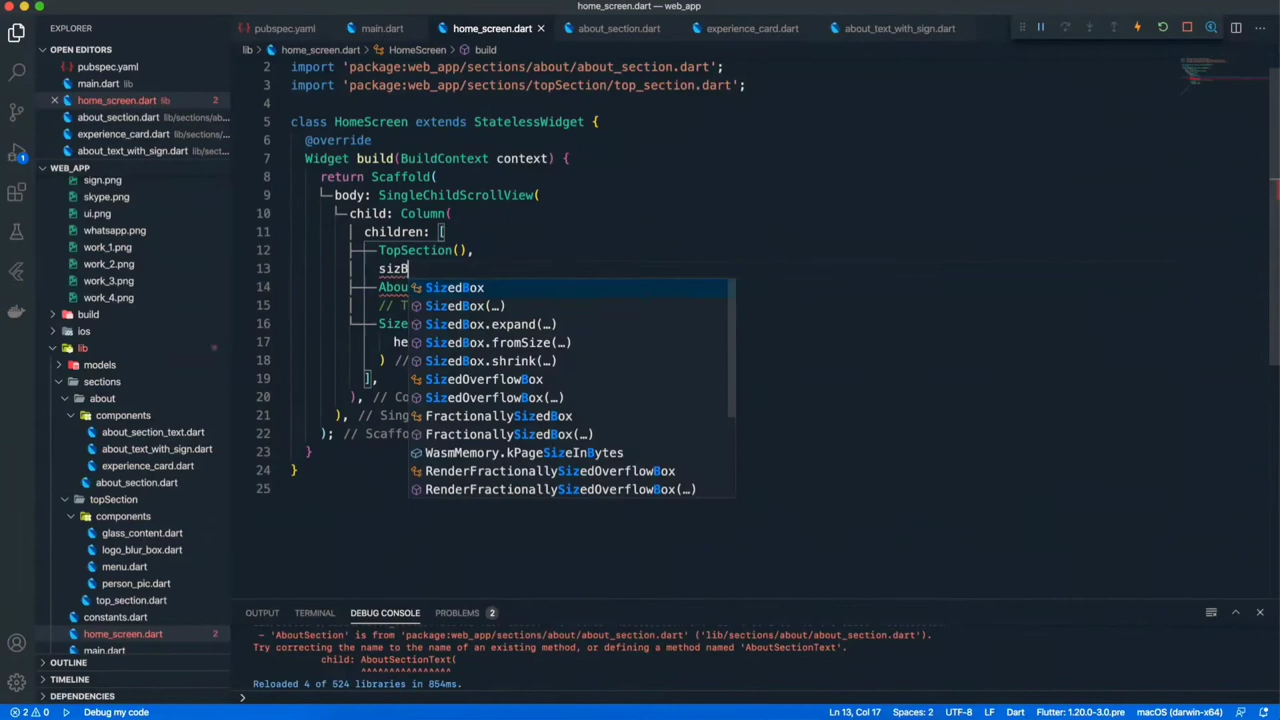 home_screen.dart — web_app
EXPLORER
pubspec.yaml
main.dart
home_screen.dart
about_section.dart
experience_card.dart
about_text_with_sign.dart
lib
home_screen.dart
HomeScreen
build
OPEN EDITORS
pubspec.yaml
main.dart lib
home_screen.dart lib 2
about_section.dart lib/sections/ab...
experience_card.dart lib/sections/...
about_text_with_sign.dart lib/sect...
WEB_APP
sign.png
skype.png
ui.png
whatsapp.png
work_1.png
work_2.png
work_3.png
work_4.png
build
ios
lib
models
sections
about
components
about_section_text.dart
about_text_with_sign.dart
experience_card.dart
about_section.dart
topSection
components
glass_content.dart
logo_blur_box.dart
menu.dart
person_pic.dart
top_section.dart
constants.dart
home_screen.dart 2
main.dart
OUTLINE
TIMELINE
DEPENDENCIES
1
2 import 'package:web_app/sections/about/about_section.dart';
3 import 'package:web_app/sections/topSection/top_section.dart';
4
5 class HomeScreen extends StatelessWidget {
6 @override
7 Widget build(BuildContext context) {
8 return Scaffold(
9 body: SingleChildScrollView(
10 child: Column(
11 children: [
12 TopSection(),
13 sizB
14 Abou
15 // T
16 Size
17 he
18 ) //
19 ],
20 ), // Co
21 ), // Sing
22 ); // Scaffo
23 }
24 }
25
SizedBox
SizedBox(…)
SizedBox.expand(…)
SizedBox.fromSize(…)
SizedBox.shrink(…)
SizedOverflowBox
SizedOverflowBox(…)
FractionallySizedBox
FractionallySizedBox(…)
WasmMemory.kPageSizeInBytes
RenderFractionallySizedOverflowBox
RenderFractionallySizedOverflowBox(…)
OUTPUT TERMINAL DEBUG CONSOLE PROBLEMS 2
- 'AboutSection' is from 'package:web_app/sections/about/about_section.dart' ('lib/sections/about/about_section.dart').
Try correcting the name to the name of an existing method, or defining a method named 'AboutSectionText'.
child: AboutSectionText(
^^^^^^^^^^^^^^^^
Reloaded 4 of 524 libraries in 854ms.
2 0 Debug my code Ln 13, Col 17 Spaces: 2 UTF-8 LF Dart Flutter: 1.20.0-3.0.pre macOS (darwin-x64)